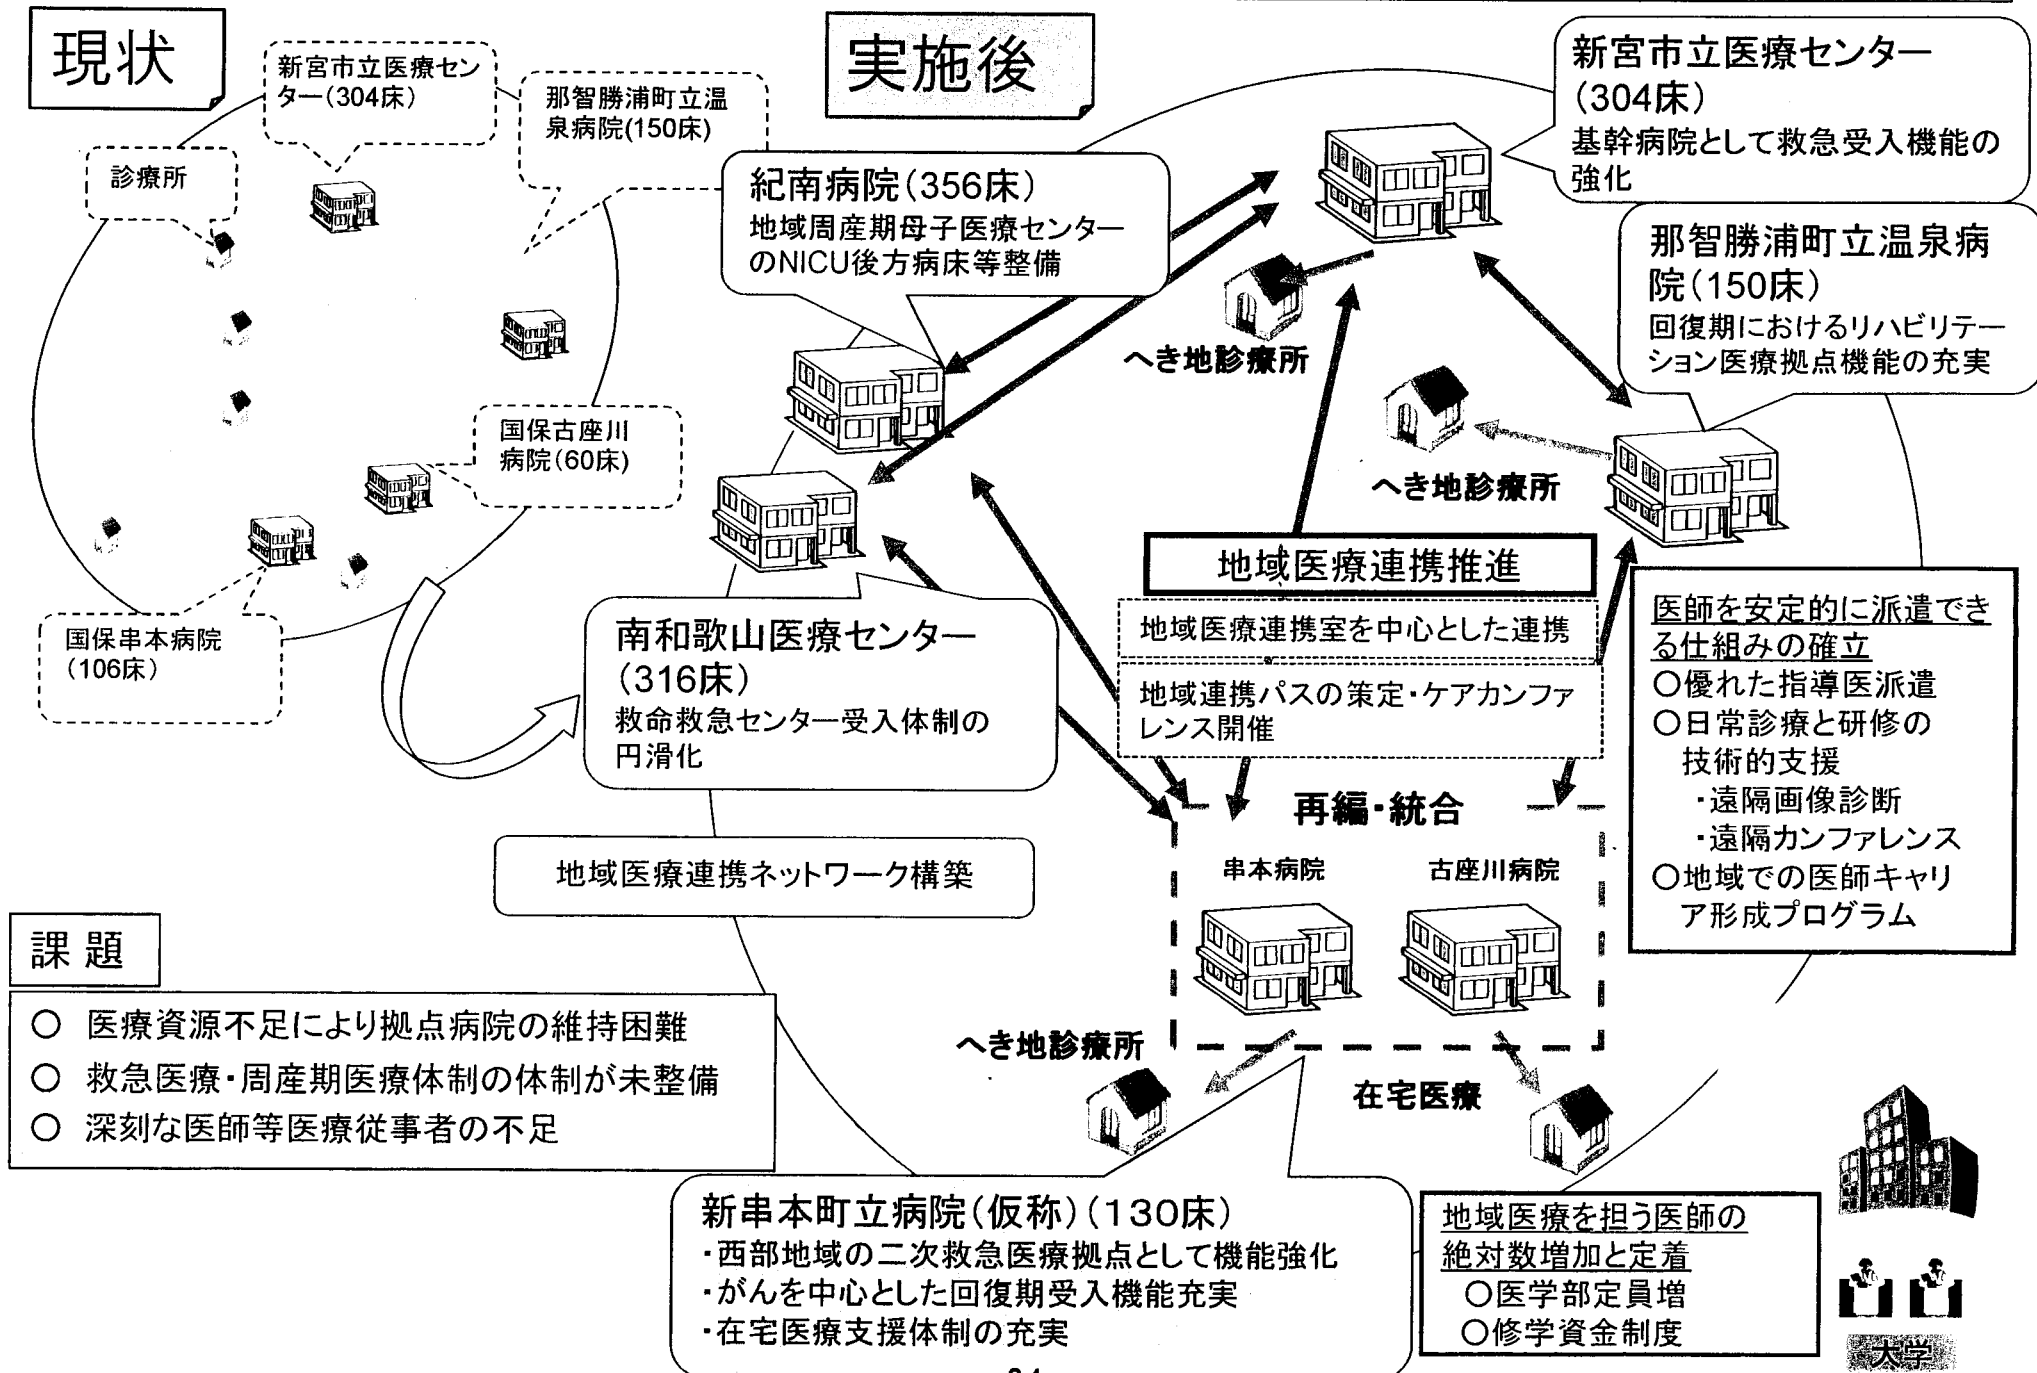 現状
新宮市立医療セン
ター(304床)
那智勝浦町立温
泉病院(150床)
診療所
国保古座川
病院(60床)
国保串本病院
(106床)
実施後
新宮市立医療センター
(304床)
基幹病院として救急受入機能の
強化
紀南病院(356床)
地域周産期母子医療センター
のNICU後方病床等整備
那智勝浦町立温泉病
院(150床)
回復期におけるリハビリテー
ション医療拠点機能の充実
へき地診療所
へき地診療所
地域医療連携推進
地域医療連携室を中心とした連携
地域連携パスの策定・ケアカンファ
レンス開催
南和歌山医療センター
(316床)
救命救急センター受入体制の
円滑化
医師を安定的に派遣でき
る仕組みの確立
○優れた指導医派遣
○日常診療と研修の
技術的支援
・遠隔画像診断
・遠隔カンファレンス
○地域での医師キャリ
ア形成プログラム
再編・統合
串本病院
古座川病院
地域医療連携ネットワーク構築
課題
○ 医療資源不足により拠点病院の維持困難
○ 救急医療・周産期医療体制の体制が未整備
○ 深刻な医師等医療従事者の不足
へき地診療所
在宅医療
新串本町立病院(仮称)(130床)
・西部地域の二次救急医療拠点として機能強化
・がんを中心とした回復期受入機能充実
・在宅医療支援体制の充実
地域医療を担う医師の
絶対数増加と定着
○医学部定員増
○修学資金制度
大学